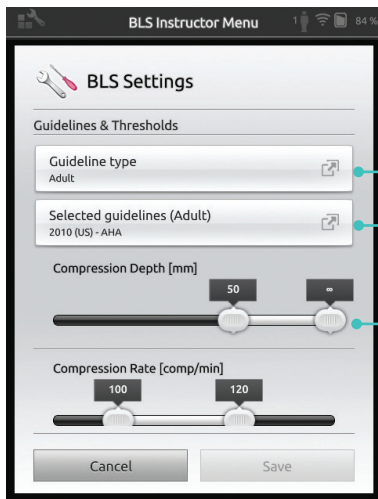 BLS Instructor Menu 1 84 %
BLS Settings
Guidelines & Thresholds
Guideline type
Adult
Selected guidelines (Adult)
2010 (US) - AHA
Compression Depth [mm]
50 ∞
Compression Rate [comp/min]
100 120
Cancel Save